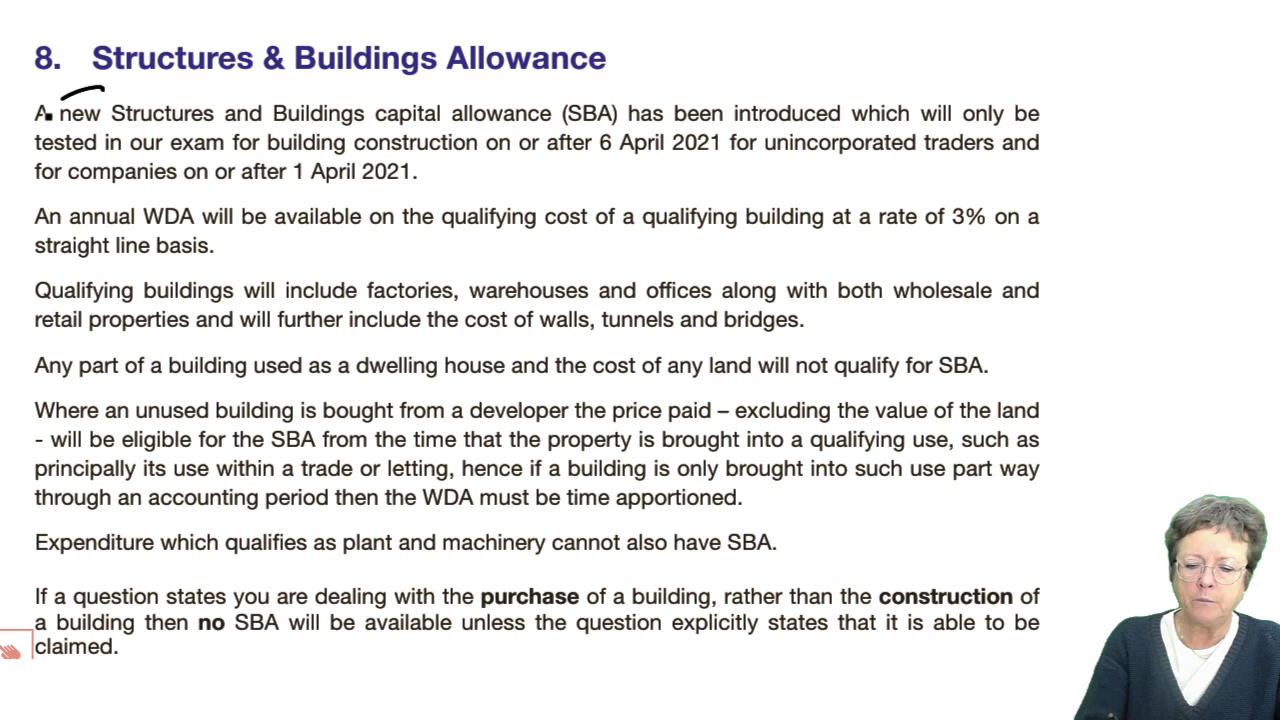 8. Structures & Buildings Allowance
A new Structures and Buildings capital allowance (SBA) has been introduced which will only be
tested in our exam for building construction on or after 6 April 2021 for unincorporated traders and
for companies on or after 1 April 2021.
An annual WDA will be available on the qualifying cost of a qualifying building at a rate of 3% on a
straight line basis.
Qualifying buildings will include factories, warehouses and offices along with both wholesale and
retail properties and will further include the cost of walls, tunnels and bridges.
Any part of a building used as a dwelling house and the cost of any land will not qualify for SBA.
Where an unused building is bought from a developer the price paid – excluding the value of the land
- will be eligible for the SBA from the time that the property is brought into a qualifying use, such as
principally its use within a trade or letting, hence if a building is only brought into such use part way
through an accounting period then the WDA must be time apportioned.
Expenditure which qualifies as plant and machinery cannot also have SBA.
If a question states you are dealing with the purchase of a building, rather than the construction of
a building then no SBA will be available unless the question explicitly states that it is able to be
claimed.